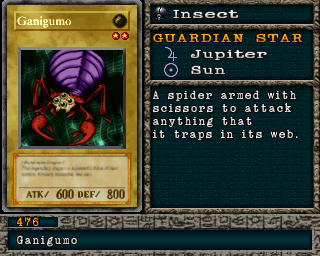 Ganigumo
ATK/ 600 DEF/ 800
Insect
GUARDIAN STAR
Jupiter
Sun
A spider armed with
scissors to attack
anything that
it traps in its web.
476
Ganigumo